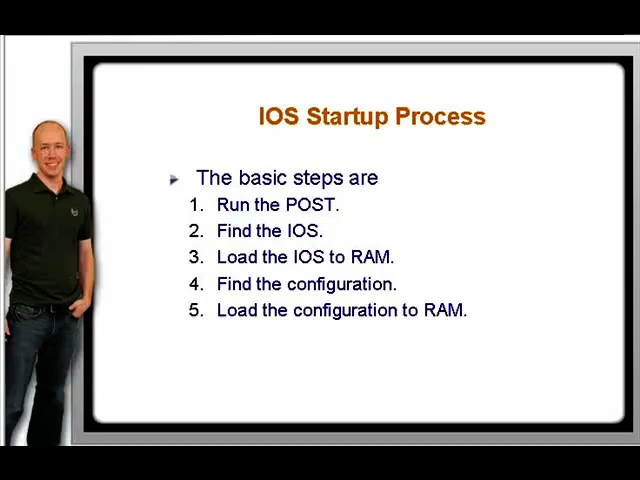 IOS Startup Process
The basic steps are
1. Run the POST.
2. Find the IOS.
3. Load the IOS to RAM.
4. Find the configuration.
5. Load the configuration to RAM.